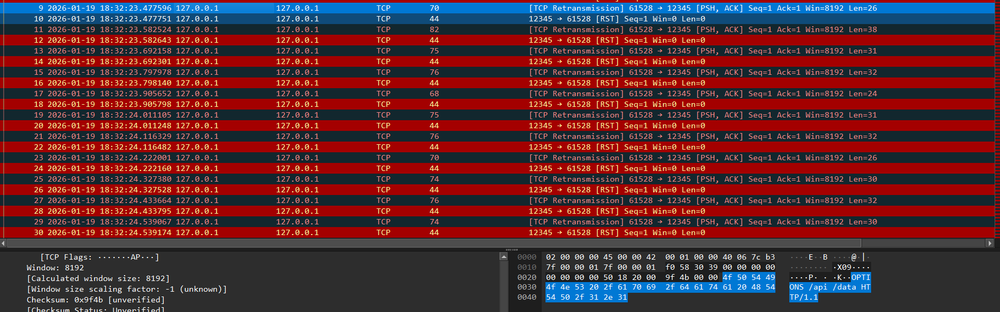 9 2026-01-19 18:32:23.477596 127.0.0.1 127.0.0.1 TCP 70 [TCP Retransmission] 61528 → 12345 [PSH, ACK] Seq=1 Ack=1 Win=8192 Len=26
10 2026-01-19 18:32:23.477751 127.0.0.1 127.0.0.1 TCP 44 12345 → 61528 [RST] Seq=1 Win=0 Len=0
11 2026-01-19 18:32:23.582524 127.0.0.1 127.0.0.1 TCP 82 [TCP Retransmission] 61528 → 12345 [PSH, ACK] Seq=1 Ack=1 Win=8192 Len=38
12 2026-01-19 18:32:23.582643 127.0.0.1 127.0.0.1 TCP 44 12345 → 61528 [RST] Seq=1 Win=0 Len=0
13 2026-01-19 18:32:23.692158 127.0.0.1 127.0.0.1 TCP 75 [TCP Retransmission] 61528 → 12345 [PSH, ACK] Seq=1 Ack=1 Win=8192 Len=31
14 2026-01-19 18:32:23.692301 127.0.0.1 127.0.0.1 TCP 44 12345 → 61528 [RST] Seq=1 Win=0 Len=0
15 2026-01-19 18:32:23.797978 127.0.0.1 127.0.0.1 TCP 76 [TCP Retransmission] 61528 → 12345 [PSH, ACK] Seq=1 Ack=1 Win=8192 Len=32
16 2026-01-19 18:32:23.798140 127.0.0.1 127.0.0.1 TCP 44 12345 → 61528 [RST] Seq=1 Win=0 Len=0
17 2026-01-19 18:32:23.905652 127.0.0.1 127.0.0.1 TCP 68 [TCP Retransmission] 61528 → 12345 [PSH, ACK] Seq=1 Ack=1 Win=8192 Len=24
18 2026-01-19 18:32:23.905798 127.0.0.1 127.0.0.1 TCP 44 12345 → 61528 [RST] Seq=1 Win=0 Len=0
19 2026-01-19 18:32:24.011105 127.0.0.1 127.0.0.1 TCP 75 [TCP Retransmission] 61528 → 12345 [PSH, ACK] Seq=1 Ack=1 Win=8192 Len=31
20 2026-01-19 18:32:24.011248 127.0.0.1 127.0.0.1 TCP 44 12345 → 61528 [RST] Seq=1 Win=0 Len=0
21 2026-01-19 18:32:24.116329 127.0.0.1 127.0.0.1 TCP 76 [TCP Retransmission] 61528 → 12345 [PSH, ACK] Seq=1 Ack=1 Win=8192 Len=32
22 2026-01-19 18:32:24.116482 127.0.0.1 127.0.0.1 TCP 44 12345 → 61528 [RST] Seq=1 Win=0 Len=0
23 2026-01-19 18:32:24.222001 127.0.0.1 127.0.0.1 TCP 70 [TCP Retransmission] 61528 → 12345 [PSH, ACK] Seq=1 Ack=1 Win=8192 Len=26
24 2026-01-19 18:32:24.222160 127.0.0.1 127.0.0.1 TCP 44 12345 → 61528 [RST] Seq=1 Win=0 Len=0
25 2026-01-19 18:32:24.327380 127.0.0.1 127.0.0.1 TCP 74 [TCP Retransmission] 61528 → 12345 [PSH, ACK] Seq=1 Ack=1 Win=8192 Len=30
26 2026-01-19 18:32:24.327528 127.0.0.1 127.0.0.1 TCP 44 12345 → 61528 [RST] Seq=1 Win=0 Len=0
27 2026-01-19 18:32:24.433664 127.0.0.1 127.0.0.1 TCP 76 [TCP Retransmission] 61528 → 12345 [PSH, ACK] Seq=1 Ack=1 Win=8192 Len=32
28 2026-01-19 18:32:24.433795 127.0.0.1 127.0.0.1 TCP 44 12345 → 61528 [RST] Seq=1 Win=0 Len=0
29 2026-01-19 18:32:24.539067 127.0.0.1 127.0.0.1 TCP 74 [TCP Retransmission] 61528 → 12345 [PSH, ACK] Seq=1 Ack=1 Win=8192 Len=30
30 2026-01-19 18:32:24.539174 127.0.0.1 127.0.0.1 TCP 44 12345 → 61528 [RST] Seq=1 Win=0 Len=0
[TCP Flags: ·······AP···]
Window: 8192
[Calculated window size: 8192]
[Window size scaling factor: -1 (unknown)]
Checksum: 0x9f4b [unverified]
[Checksum Status: Unverified]
0000 02 00 00 00 45 00 00 42 00 01 00 00 40 06 7c b3 ····E··B ····@·|·
0010 7f 00 00 01 7f 00 00 01 f0 58 30 39 00 00 00 00 ········ ·X09····
0020 00 00 00 00 50 18 20 00 9f 4b 00 00 4f 50 54 49 ····P· · ·K··OPTI
0030 4f 4e 53 20 2f 61 70 69 2f 64 61 74 61 20 48 54 ONS /api /data HT
0040 54 50 2f 31 2e 31 TP/1.1